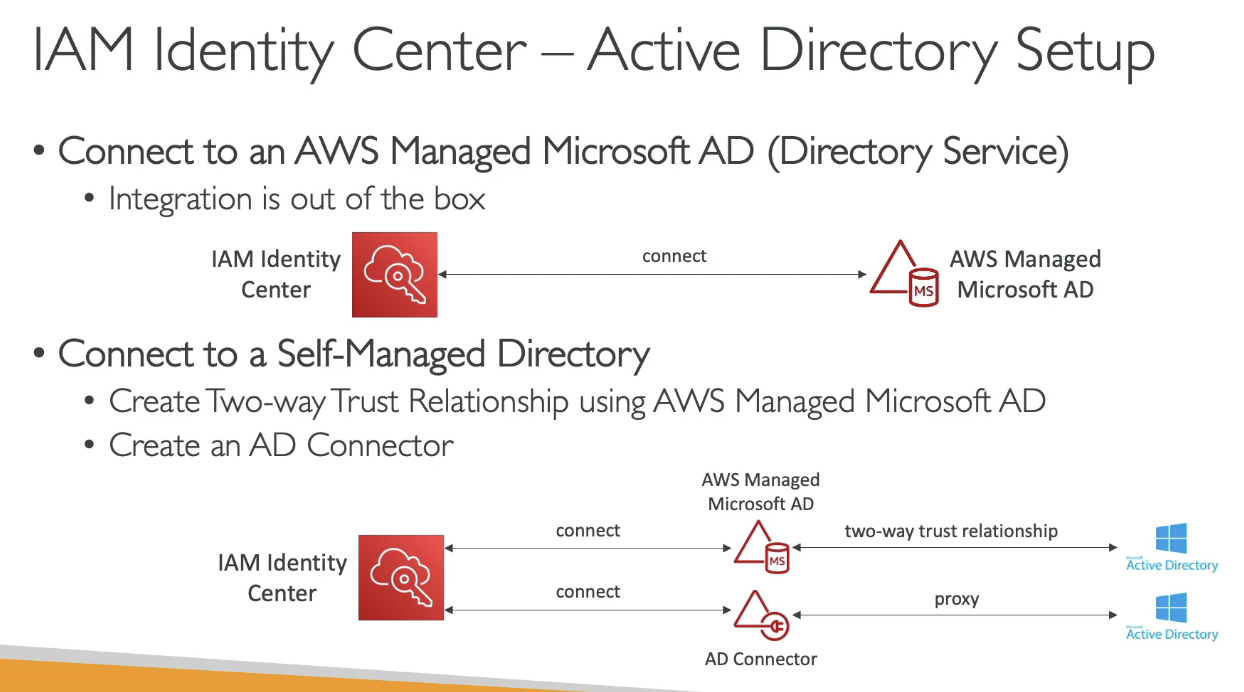 IAM Identity Center – Active Directory Setup
• Connect to an AWS Managed Microsoft AD (Directory Service)
• Integration is out of the box
IAM Identity
Center
connect
MS
AWS Managed
Microsoft AD
• Connect to a Self-Managed Directory
• Create Two-way Trust Relationship using AWS Managed Microsoft AD
• Create an AD Connector
AWS Managed
Microsoft AD
IAM Identity
Center
connect
MS
two-way trust relationship
Microsoft
Active Directory
connect
proxy
Microsoft
Active Directory
AD Connector